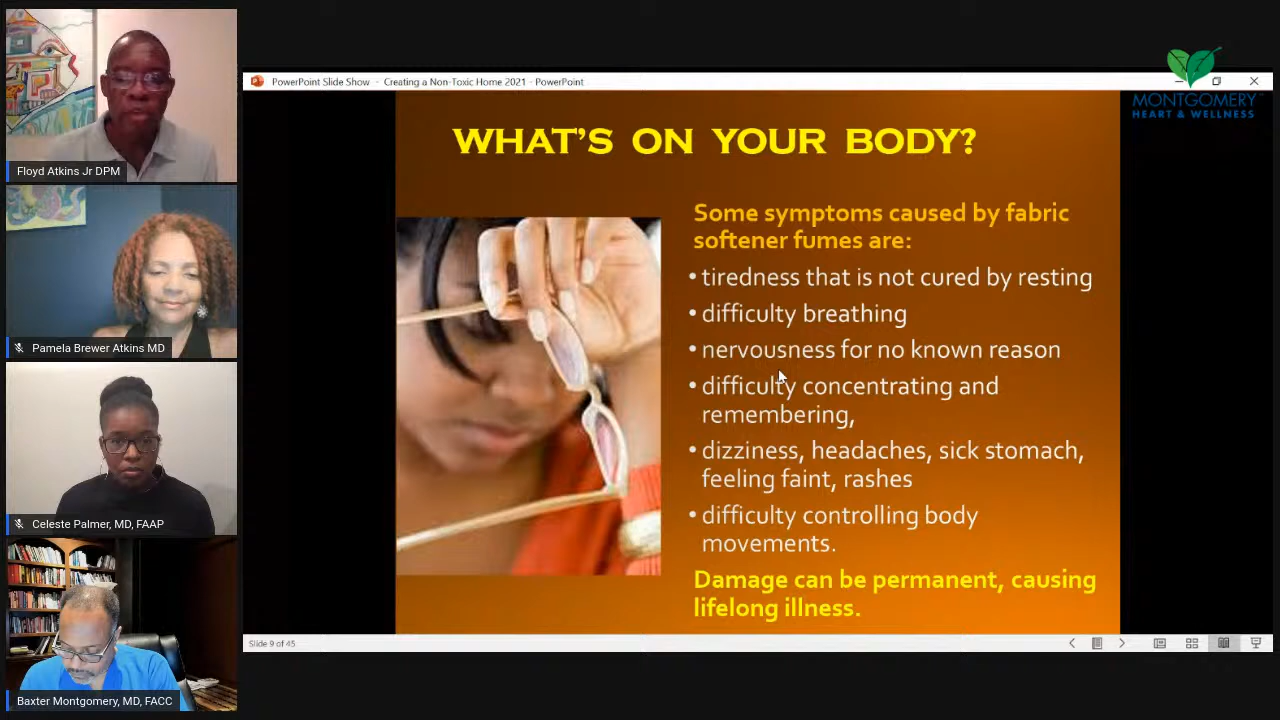 PowerPoint Slide Show - Creating a Non-Toxic Home 2021 - PowerPoint
MONTGOMERY
HEART & WELLNESS
WHAT'S ON YOUR BODY?
Some symptoms caused by fabric
softener fumes are:
• tiredness that is not cured by resting
• difficulty breathing
• nervousness for no known reason
• difficulty concentrating and
remembering,
• dizziness, headaches, sick stomach,
feeling faint, rashes
• difficulty controlling body
movements.
Damage can be permanent, causing
lifelong illness.
Slide 9 of 45
Floyd Atkins Jr DPM
Pamela Brewer Atkins MD
Celeste Palmer, MD, FAAP
Baxter Montgomery, MD, FACC